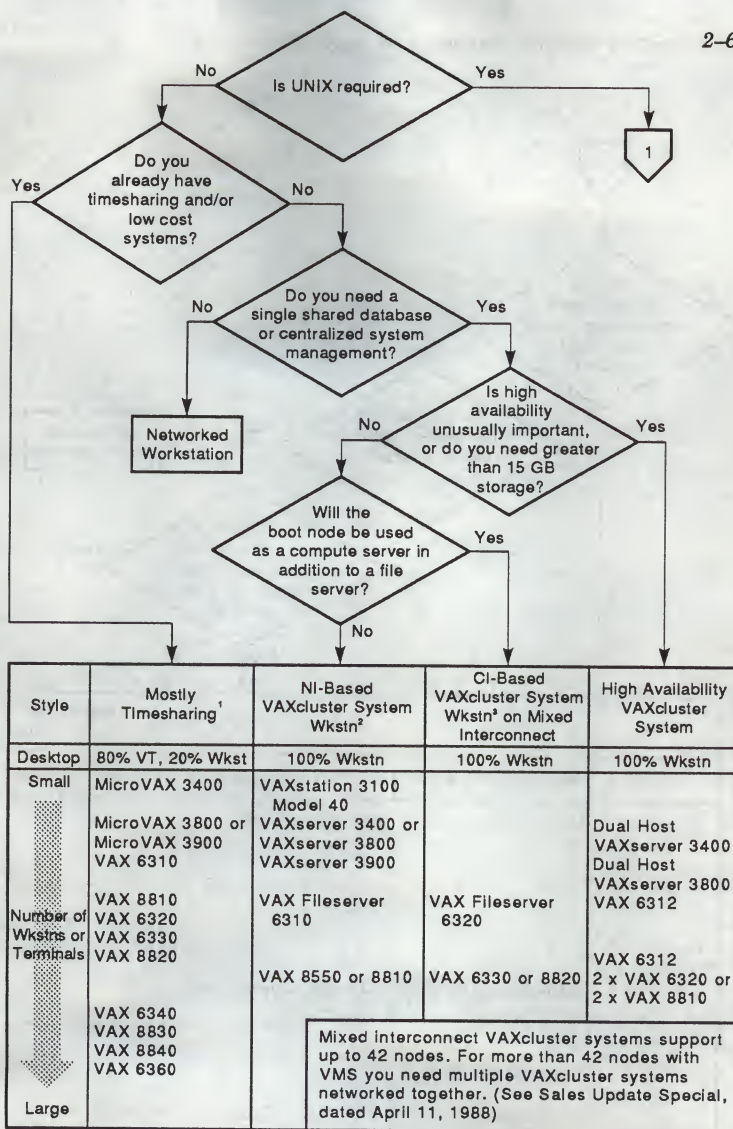 2–6
No
Is UNIX required?
Yes
1
Yes
Do you
already have
timesharing and/or
low cost
systems?
No
No
Do you need a
single shared database
or centralized system
management?
Yes
Networked
Workstation
No
Is high
availability
unusually important,
or do you need greater
than 15 GB
storage?
Yes
Will the
boot node be used
as a compute server in
addition to a file
server?
Yes
No
Style
Mostly
Timesharing¹
NI-Based
VAXcluster System
Wkstn²
CI-Based
VAXcluster System
Wkstn³ on Mixed
Interconnect
High Availability
VAXcluster
System
Desktop
80% VT, 20% Wkst
100% Wkstn
100% Wkstn
100% Wkstn
Small
Number of
Wkstns or
Terminals
Large
MicroVAX 3400
MicroVAX 3800 or
MicroVAX 3900
VAX 6310
VAX 8810
VAX 6320
VAX 6330
VAX 8820
VAX 6340
VAX 8830
VAX 8840
VAX 6360
VAXstation 3100
Model 40
VAXserver 3400 or
VAXserver 3800
VAXserver 3900
VAX Fileserver
6310
VAX 8550 or 8810
VAX Fileserver
6320
VAX 6330 or 8820
Dual Host
VAXserver 3400
Dual Host
VAXserver 3800
VAX 6312
VAX 6312
2 x VAX 6320 or
2 x VAX 8810
Mixed interconnect VAXcluster systems support
up to 42 nodes. For more than 42 nodes with
VMS you need multiple VAXcluster systems
networked together. (See Sales Update Special,
dated April 11, 1988)